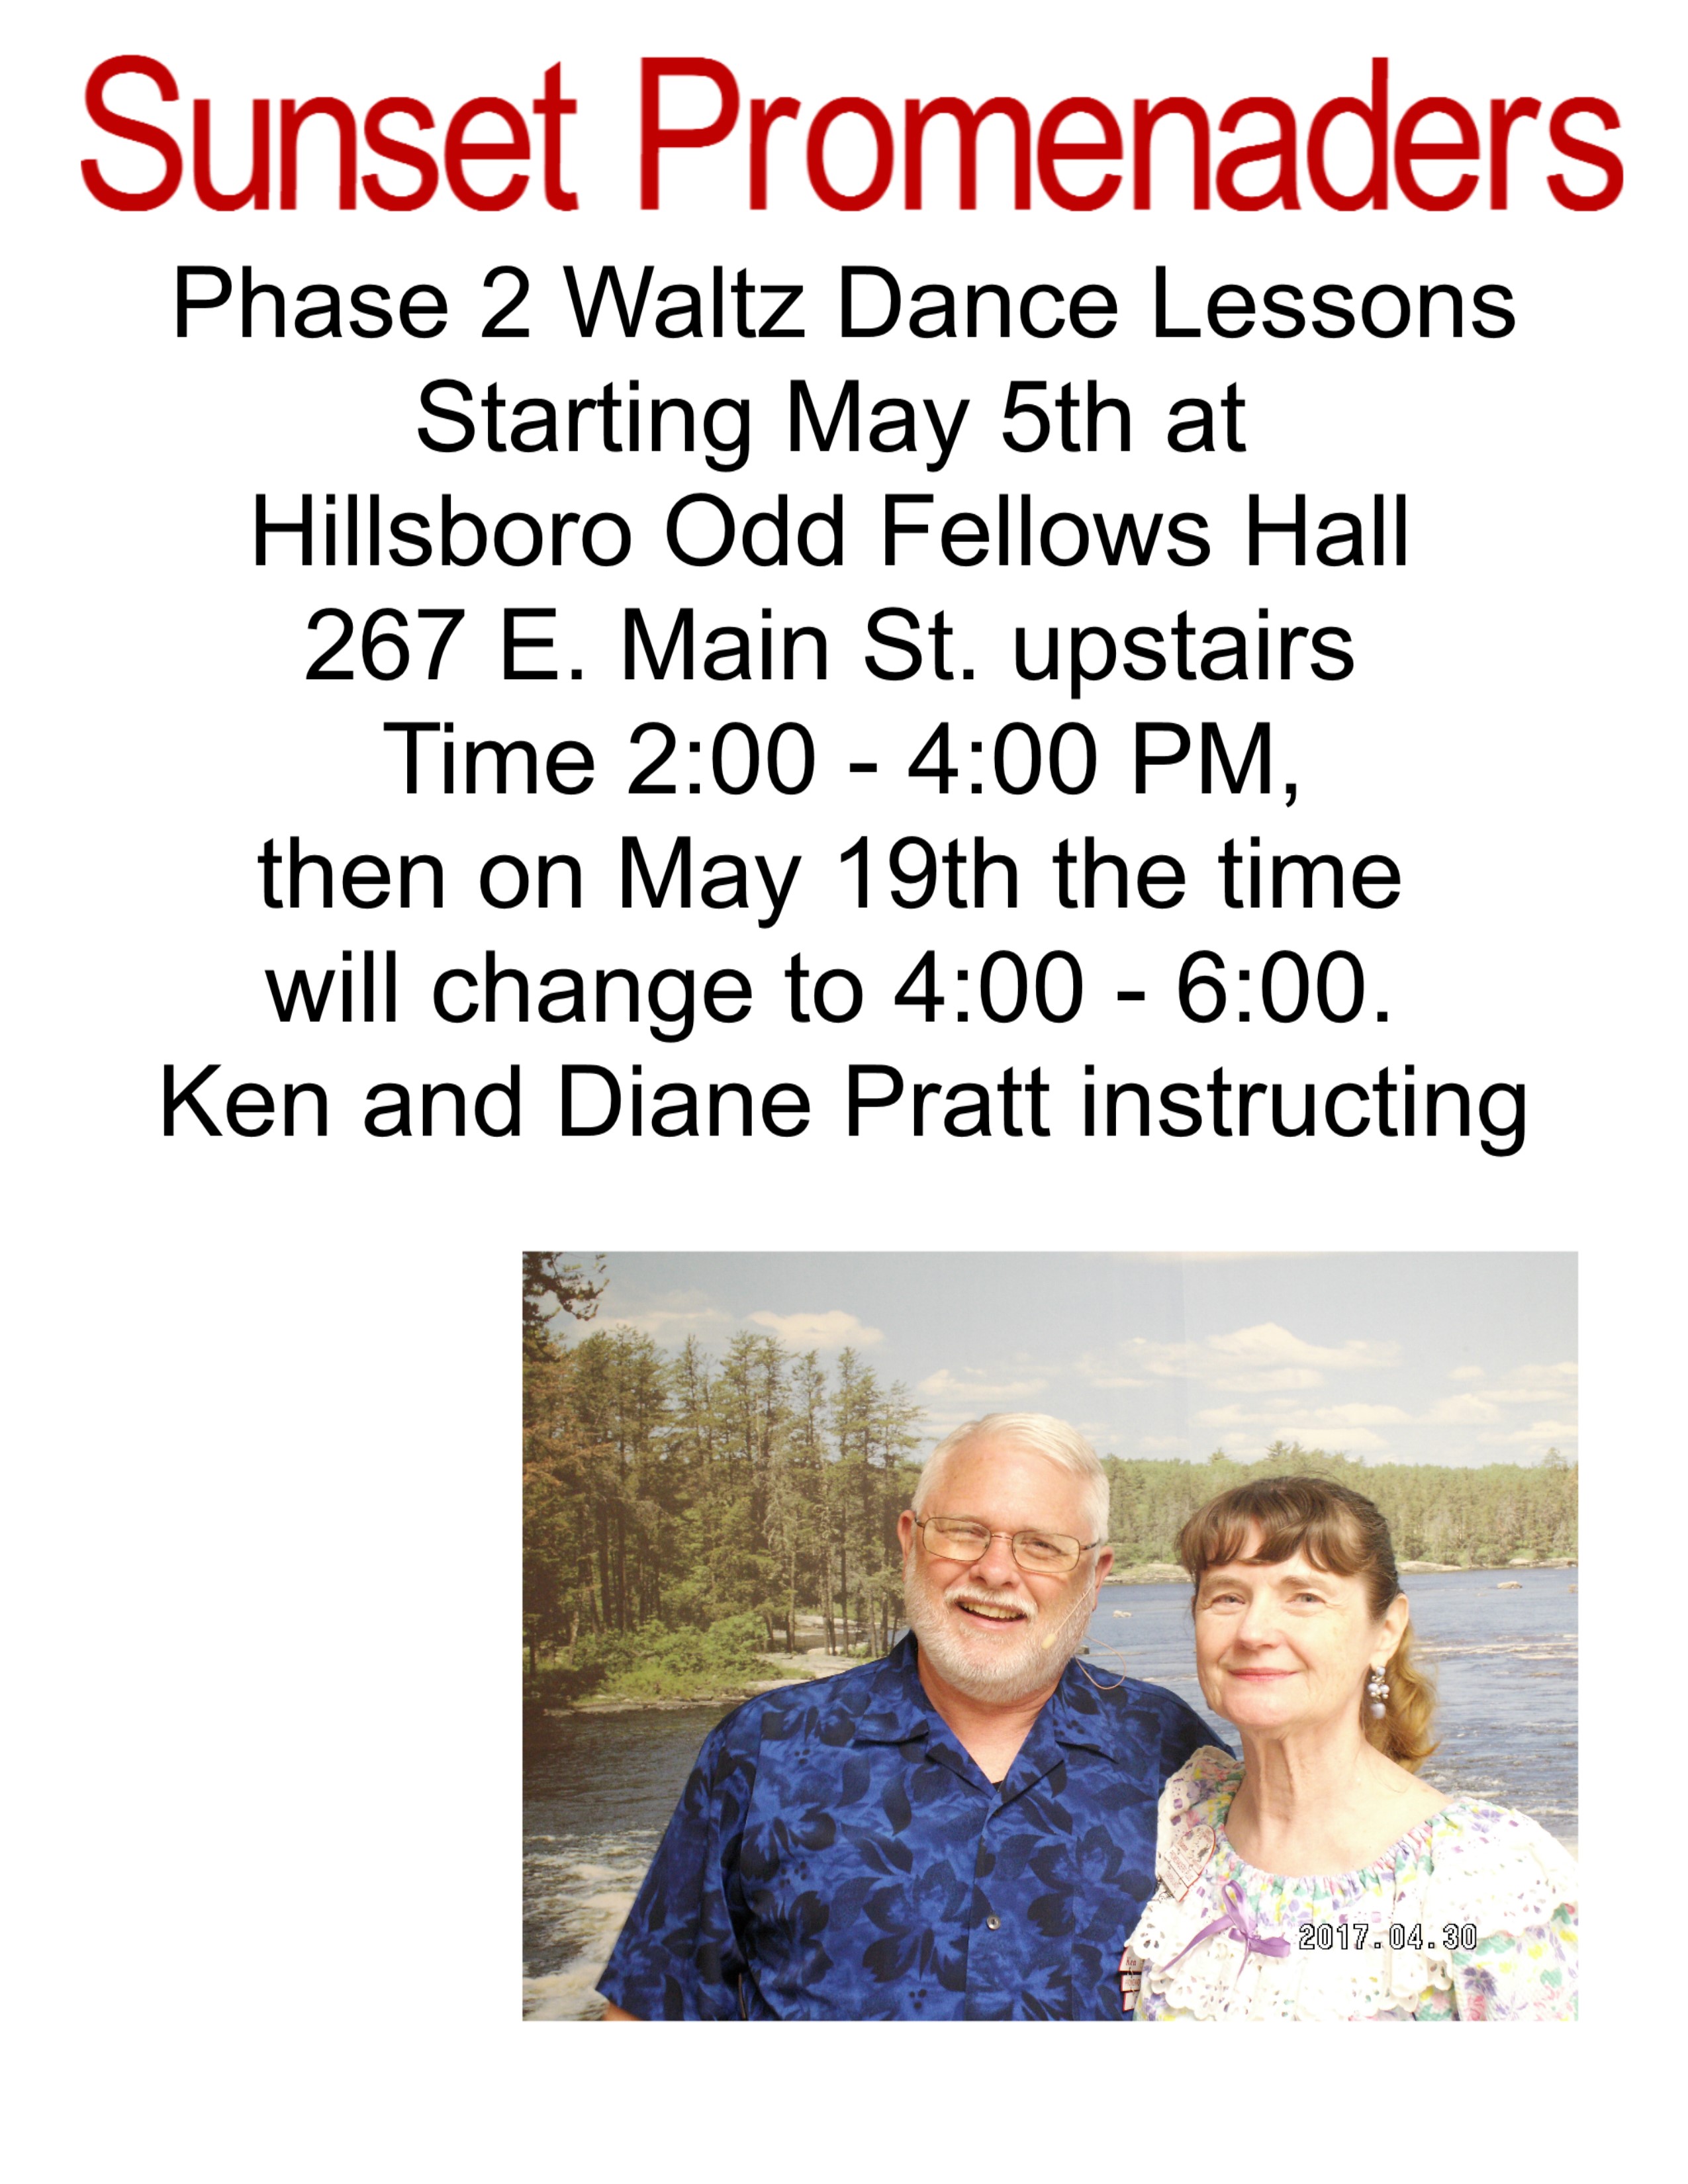 Sunset Promenaders
Phase 2 Waltz Dance Lessons
Starting May 5th at
Hillsboro Odd Fellows Hall
267 E. Main St. upstairs
Time 2:00 - 4:00 PM,
then on May 19th the time
will change to 4:00 - 6:00.
Ken and Diane Pratt instructing
2017.04.30
Ken